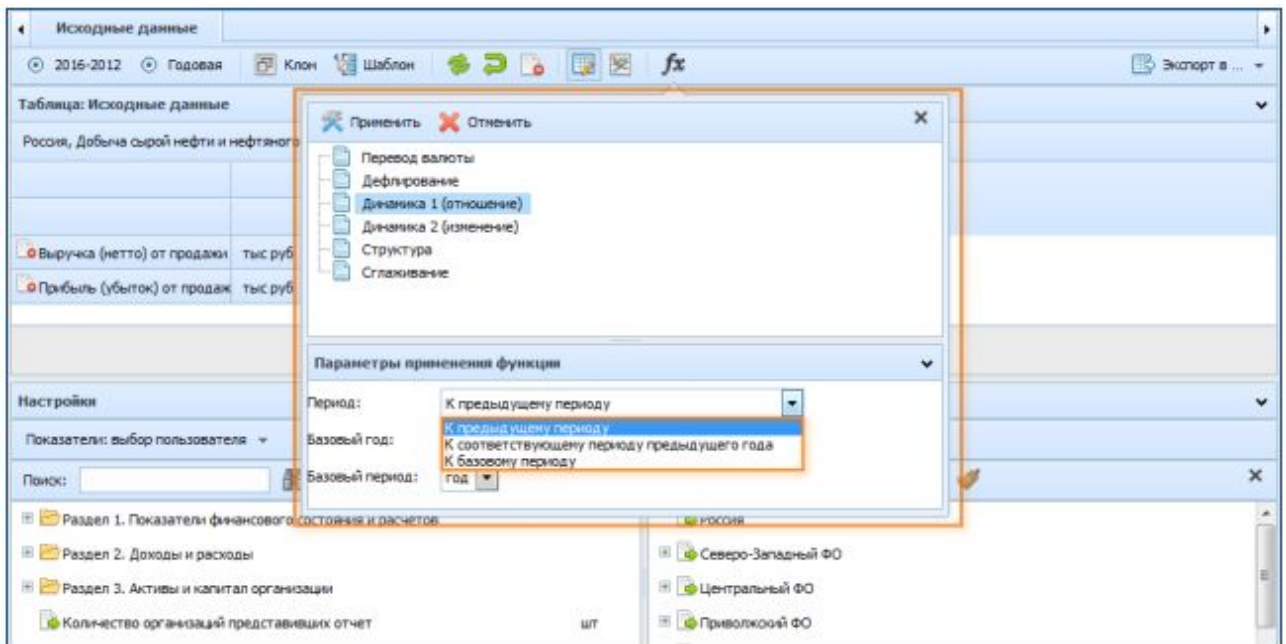 Исходные данные
2016-2012 Годовая Клон Шаблон fx Экспорт в ...
Таблица: Исходные данные
Россия, Добыча сырой нефти и нефтяного
Применить Отменить
Перевод валюты
Дефлирование
Динамика 1 (отношение)
Динамика 2 (изменение)
Структура
Сглаживание
Выручка (нетто) от продажи тыс руб
Прибыль (убыток) от продаж тыс руб
Параметры применения функции
Период: К предыдущему периоду
К предыдущему периоду
К соответствующему периоду предыдущего года
К базовому периоду
Базовый год:
Базовый период: год
Настройки
Показатели: выбор пользователя
Поиск:
Раздел 1. Показатели финансового состояния и расчетов
Раздел 2. Доходы и расходы
Раздел 3. Активы и капитал организации
Количество организаций представивших отчет шт
Россия
Северо-Западный ФО
Центральный ФО
Приволжский ФО